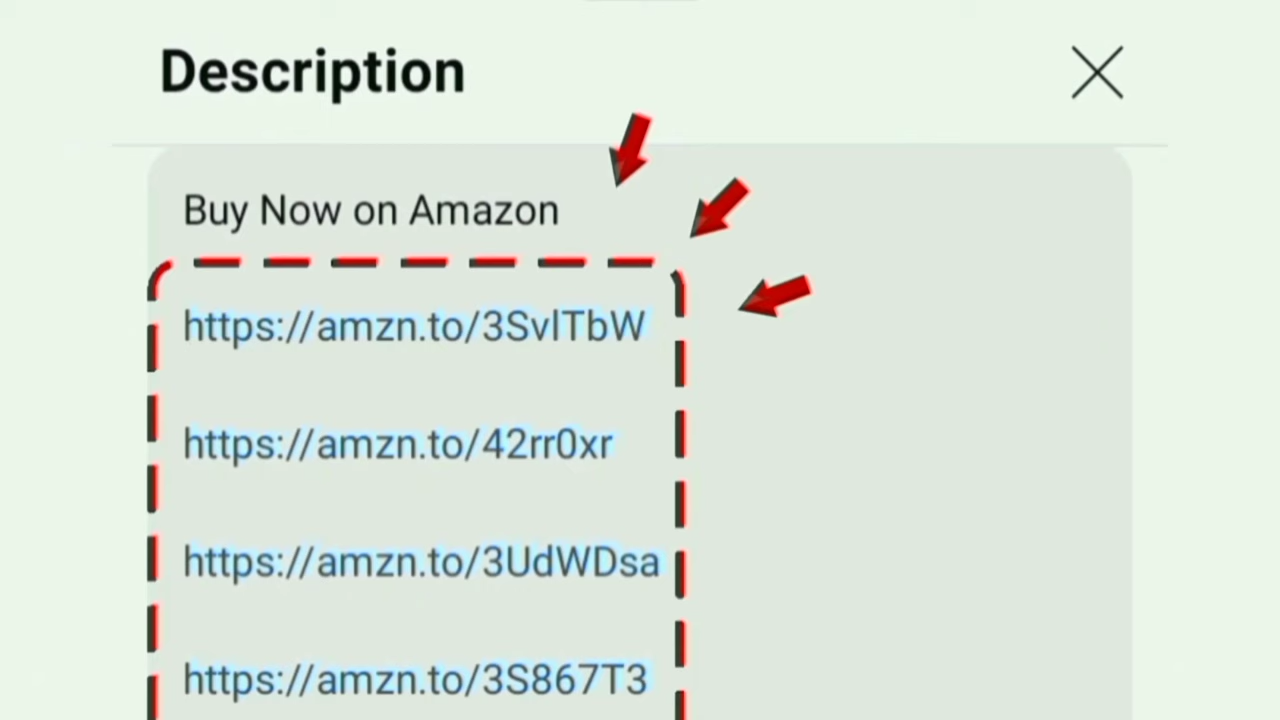 Description
Buy Now on Amazon
https://amzn.to/3SvlTbW
https://amzn.to/42rr0xr
https://amzn.to/3UdWDsa
https://amzn.to/3S867T3